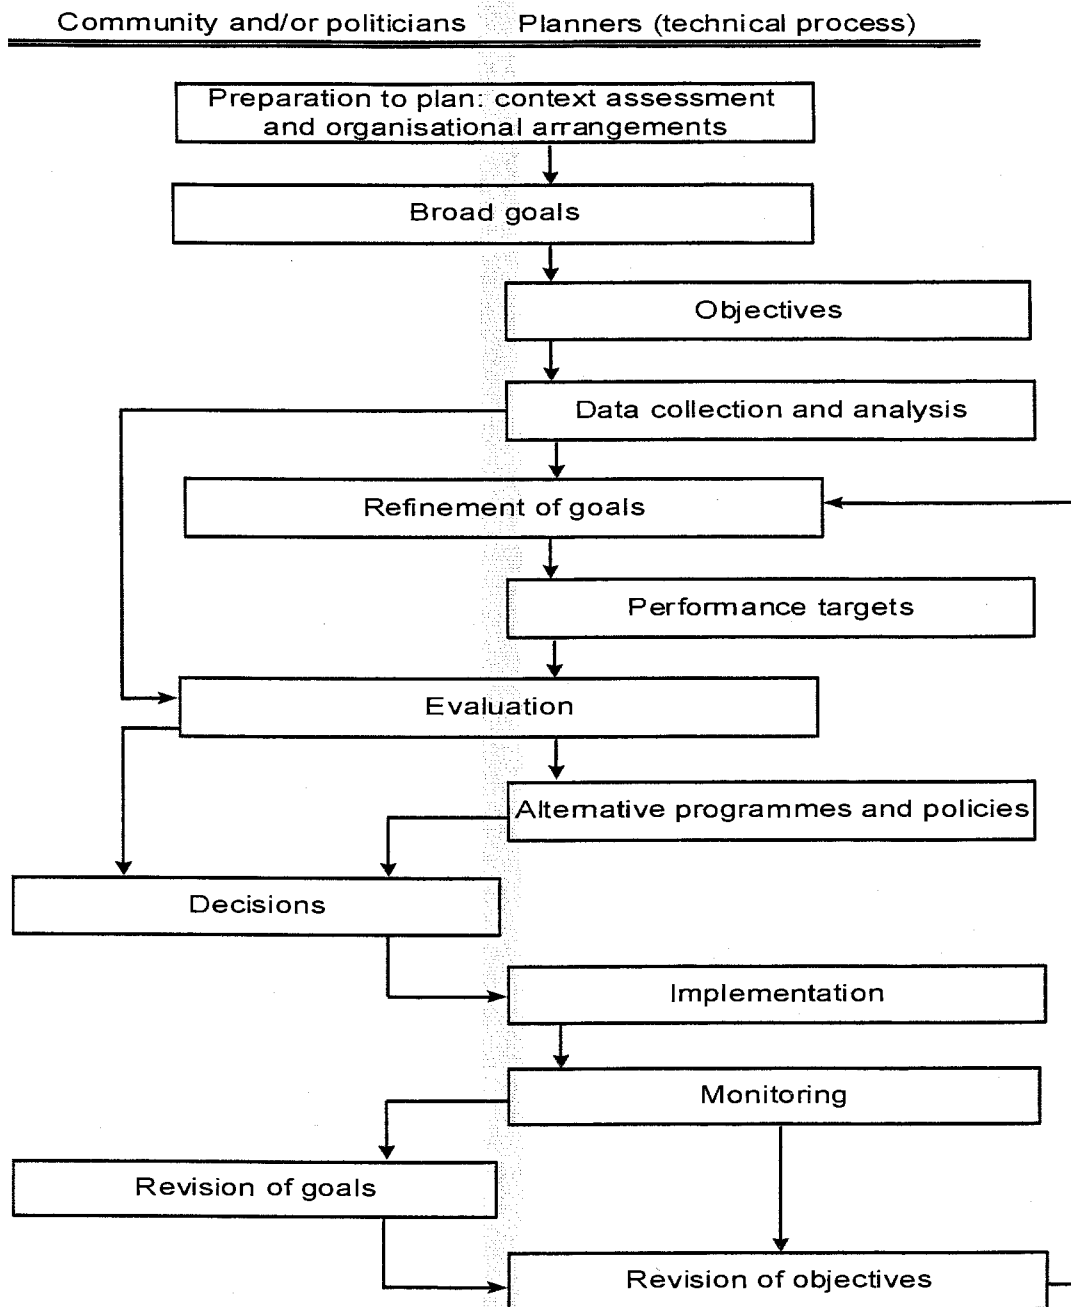 Community and/or politicians
Planners (technical process)
Preparation to plan: context assessment
and organisational arrangements
Broad goals
Objectives
Data collection and analysis
Refinement of goals
Performance targets
Evaluation
Alternative programmes and policies
Decisions
Implementation
Monitoring
Revision of goals
Revision of objectives